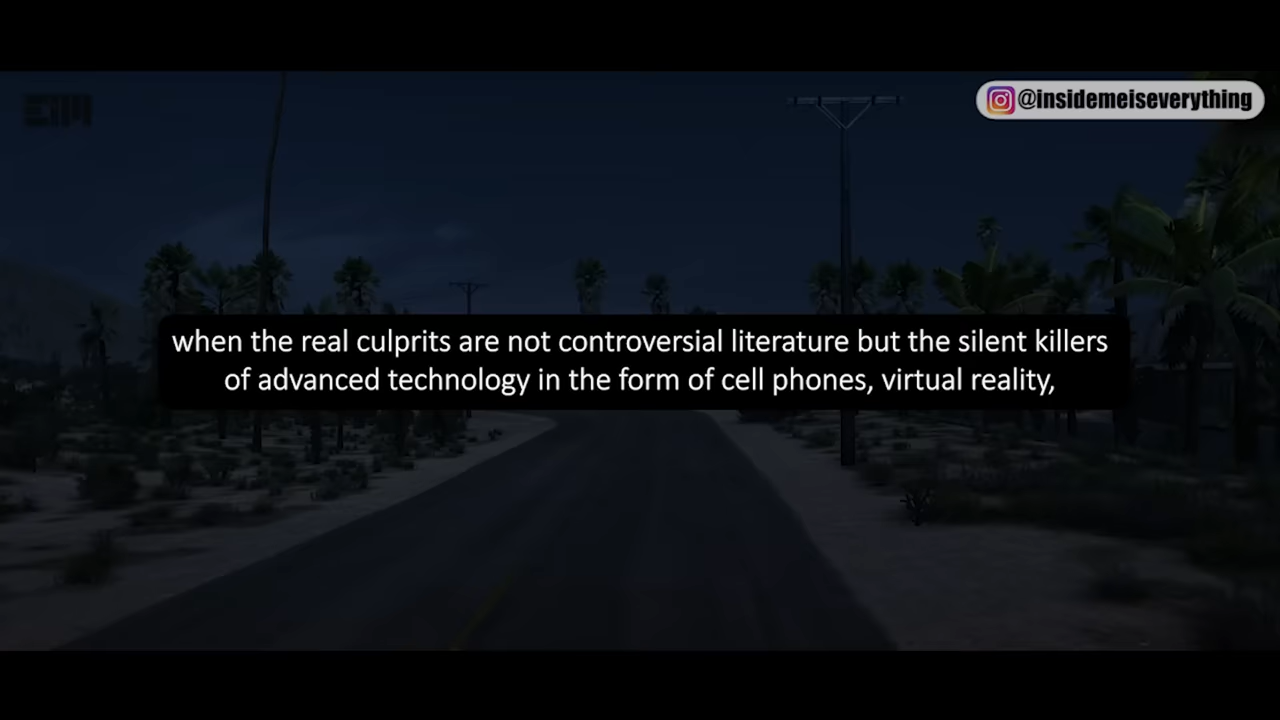 @insidemeiseverything
when the real culprits are not controversial literature but the silent killers
of advanced technology in the form of cell phones, virtual reality,